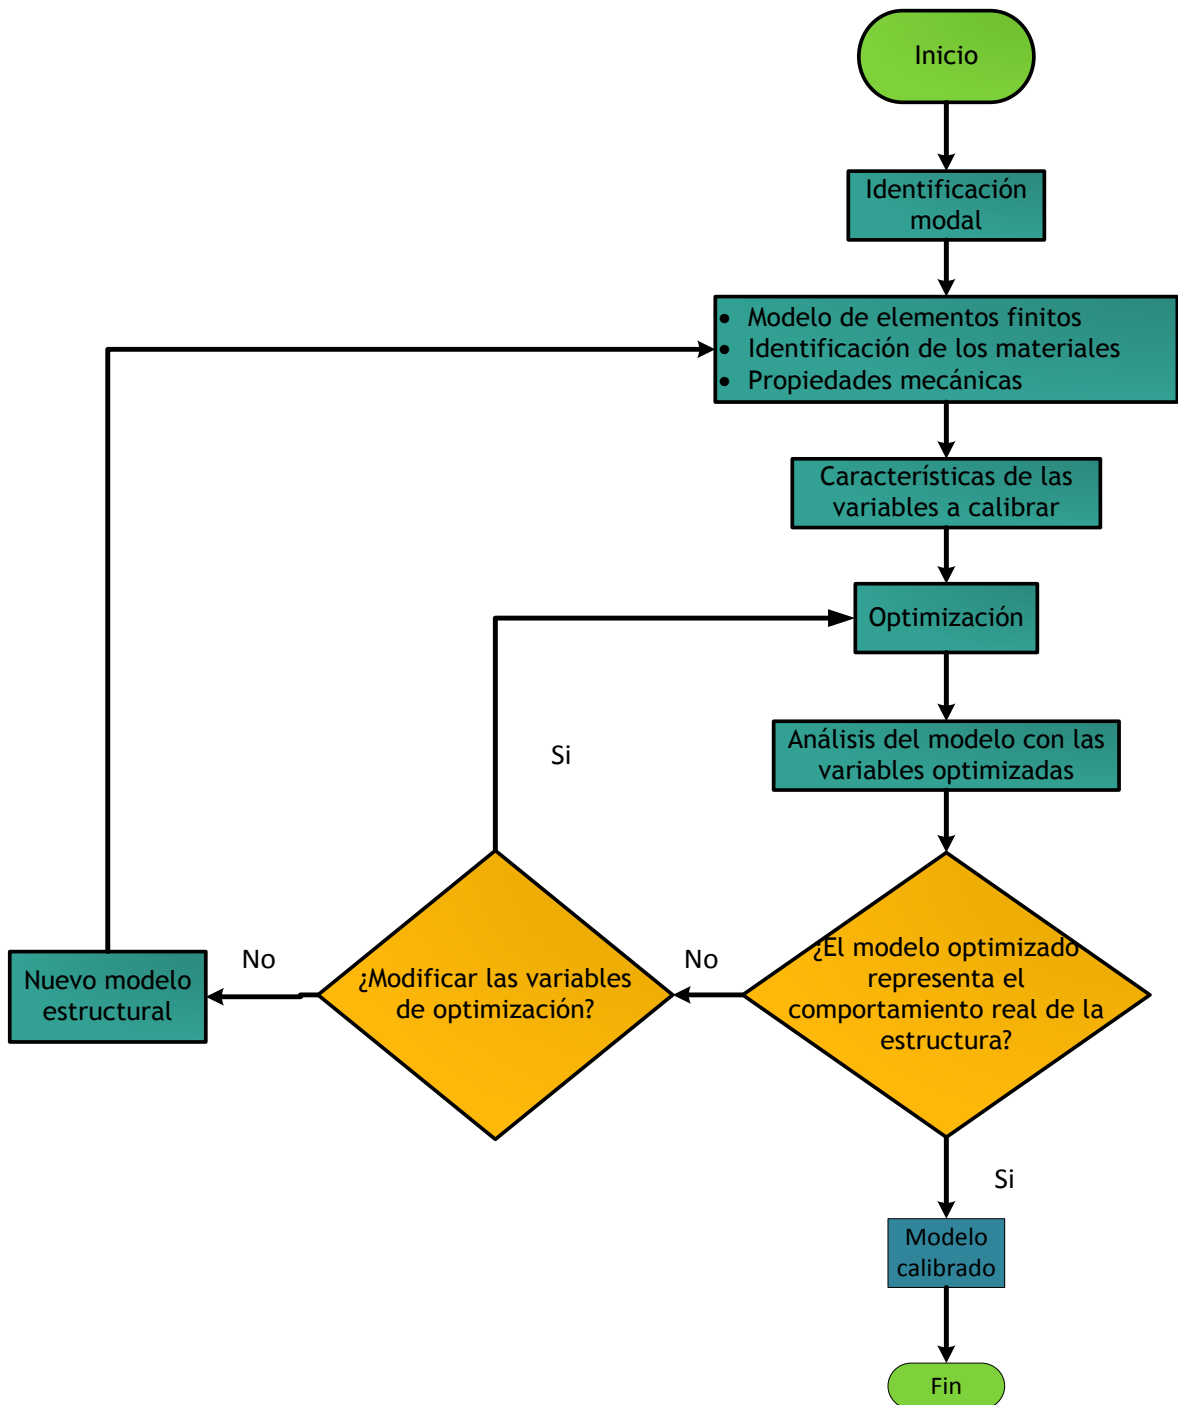 Inicio
Identificación
modal
• Modelo de elementos finitos
• Identificación de los materiales
• Propiedades mecánicas
Característícas de las
variables a calibrar
Optimización
Análisis del modelo con las
variables optimizadas
Si
¿El modelo optimizado
representa el
comportamiento real de la
estructura?
No
¿Modificar las variables
de optimización?
No
Nuevo modelo
estructural
Si
Modelo
calibrado
Fin